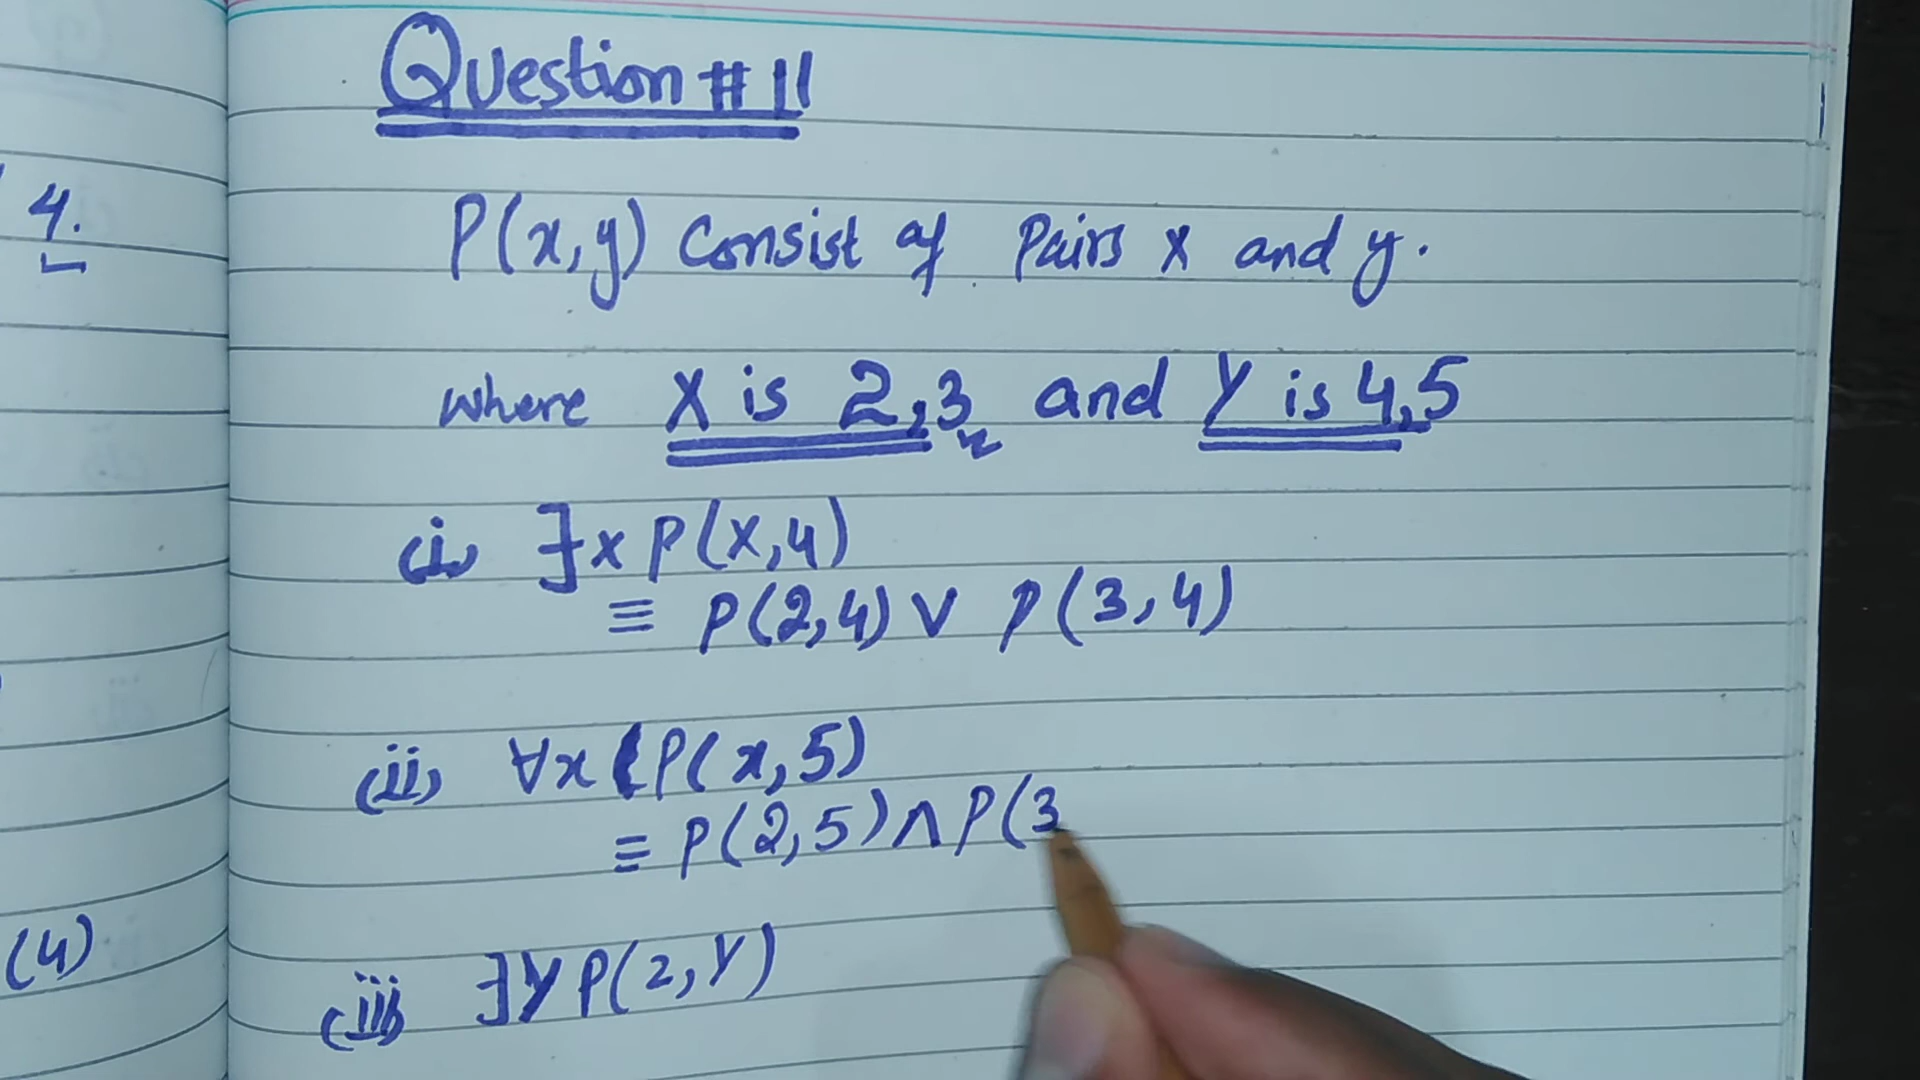 Question # 11
4.
P(x,y) Consist of Pairs x and y.
where X is 2,3 and Y is 4,5
(i) ∃x P(x,4)
≡ P(2,4) ∨ P(3,4)
(ii) ∀x P(x,5)
≡ P(2,5) ∧ P(3
(4)
(iii) ∃Y P(2,Y)